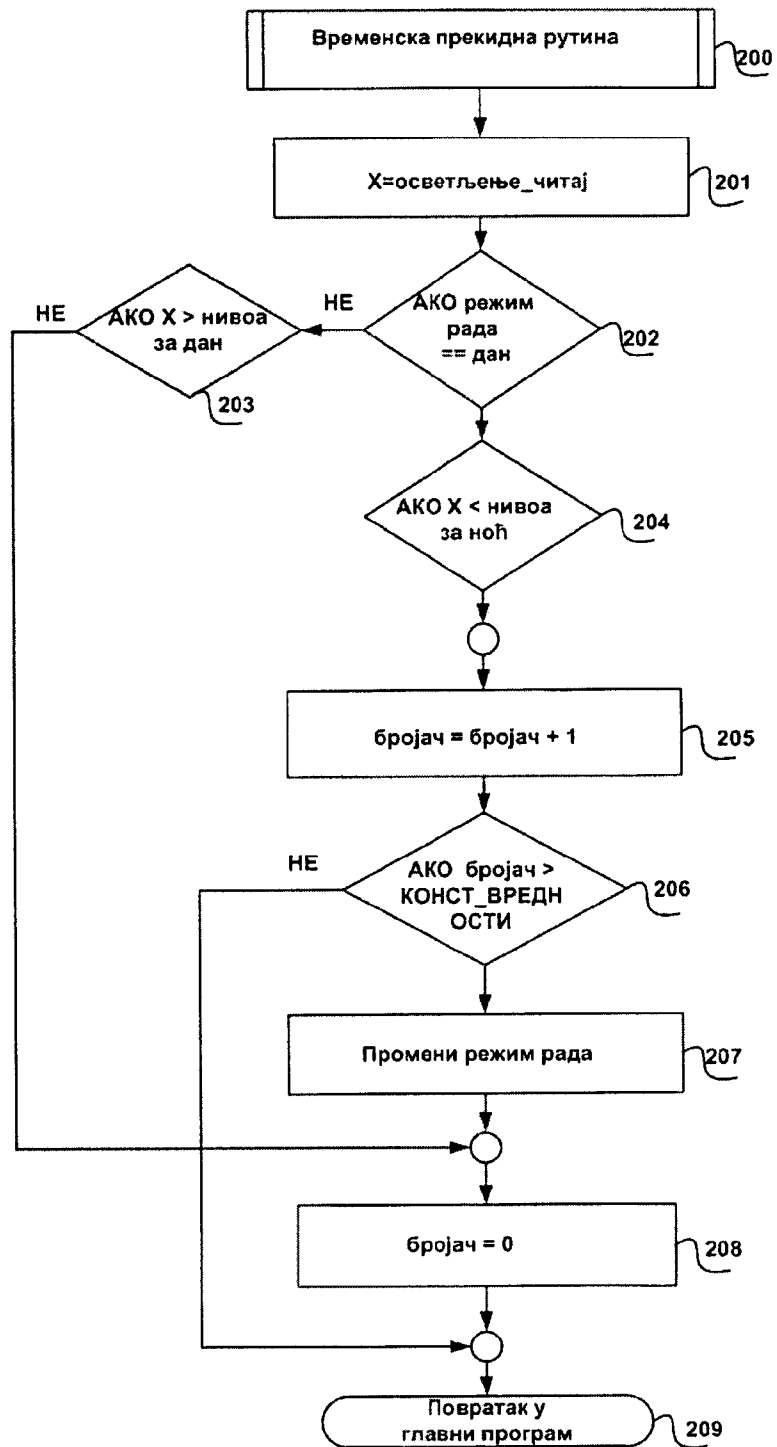 Временска прекидна рутина
200
X=осветљење_читај
201
НЕ
АКО X > нивоа
за дан
203
НЕ
АКО режим
рада
== дан
202
АКО X < нивоа
за ноћ
204
бројач = бројач + 1
205
НЕ
АКО бројач >
КОНСТ_ВРЕДН
ОСТИ
206
Промени режим рада
207
бројач = 0
208
Повратак у
главни програм
209